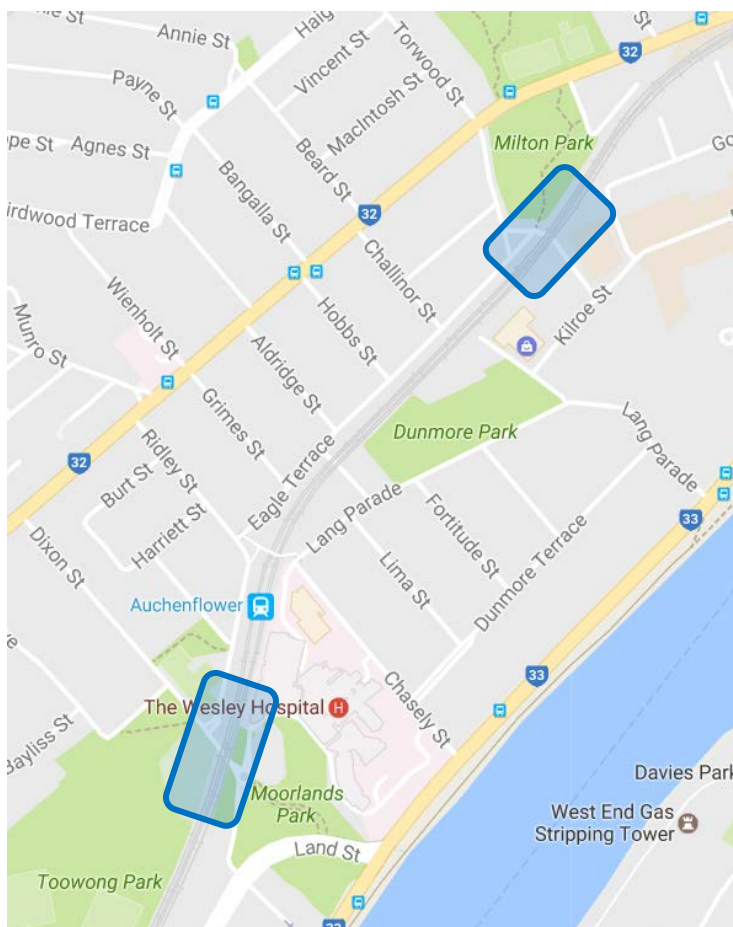 Annie St
Haig
Torwood St
32
Vincent St
Payne St
MacIntosh St
Milton Park
Agnes St
Beard St
Bangalla St
irdwood Terrace
32
Challinor St
Wienholt St
Hobbs St
Kilroe St
Munro St
Aldridge St
Grimes St
Dunmore Park
Lang Parade
Ridley St
32
Burt St
Eagle Terrace
Lang Parade
Fortitude St
33
Harriett St
Dixon St
Lima St
Dunmore Terrace
Auchenflower
33
The Wesley Hospital
H
Chasely St
Bayliss St
Davies Park
Moorlands
Park
West End Gas
Stripping Tower
Land St
Toowong Park
33